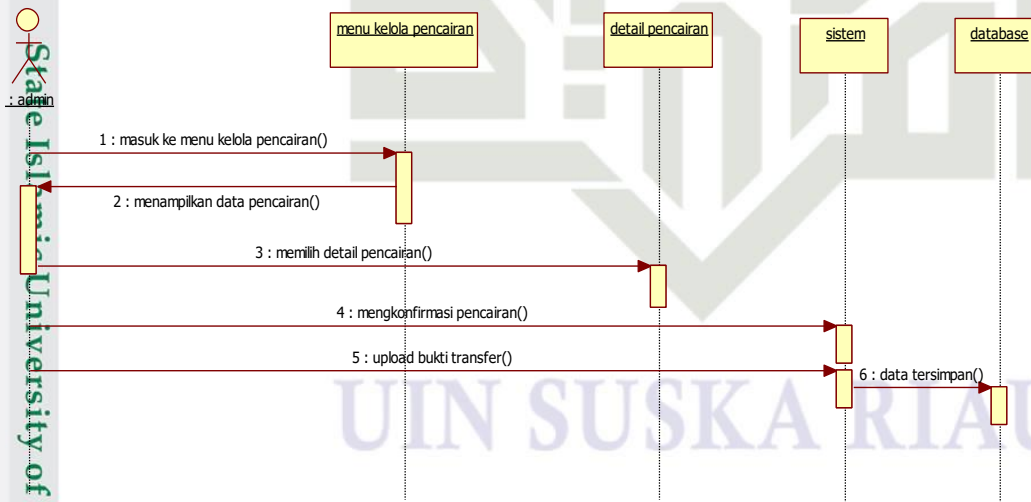 menu kelola pencairan
detail pencairan
sistem
database
: admin
1 : masuk ke menu kelola pencairan()
2 : menampilkan data pencairan()
3 : memilih detail pencairan()
4 : mengkonfirmasi pencairan()
5 : upload bukti transfer()
6 : data tersimpan()
State Islamic University of
UIN SUSKA RIAU